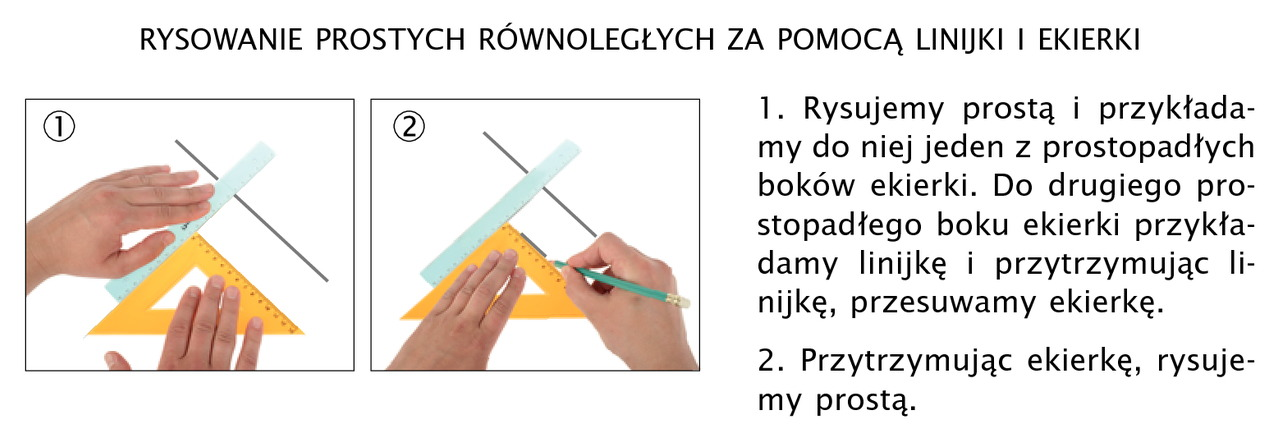 RYSOWANIE PROSTYCH RÓWNOLEGŁYCH ZA POMOCĄ LINIJKI I EKIERKI
1
2
1. Rysujemy prostą i przykłada-
my do niej jeden z prostopadłych
boków ekierki. Do drugiego pro-
stopadłego boku ekierki przykła-
damy linijkę i przytrzymując li-
nijkę, przesuwamy ekierkę.
2. Przytrzymując ekierkę, rysuje-
my prostą.